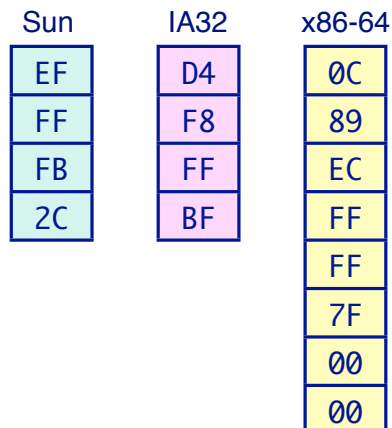 Sun IA32 x86-64
EF D4 0C
FF F8 89
FB FF EC
2C BF FF
FF
7F
00
00